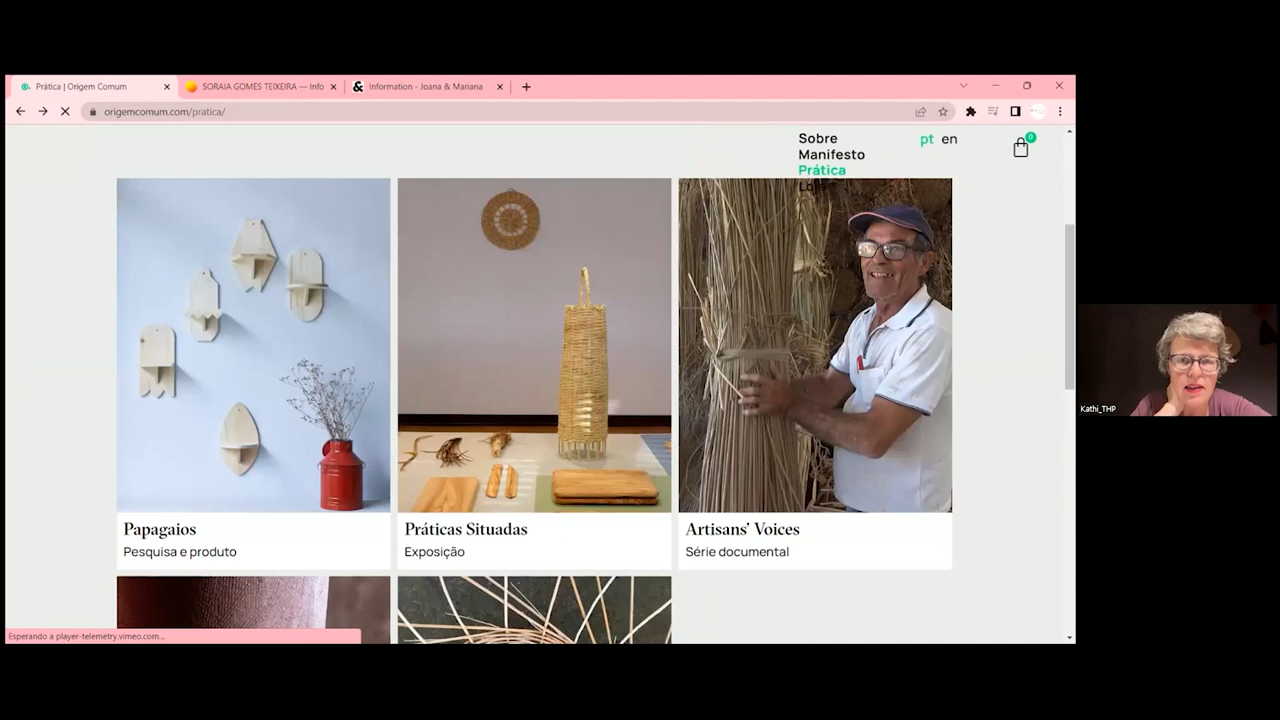 Prática | Origem Comum
SORAIA GOMES TEIXEIRA — Info
& Information - Joana & Mariana
origemcomum.com/pratica/
Sobre
Manifesto
Prática
Loja
pt en
0
Papagaios
Pesquisa e produto
Práticas Situadas
Exposição
Artisans' Voices
Série documental
Esperando a player-telemetry.vimeo.com...
Kathi_THP